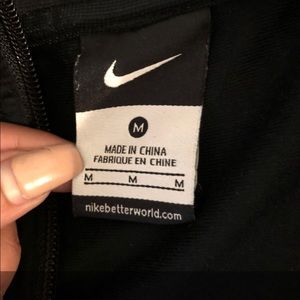 M
MADE IN CHINA
FABRIQUE EN CHINE
M M M
nikebetterworld.com